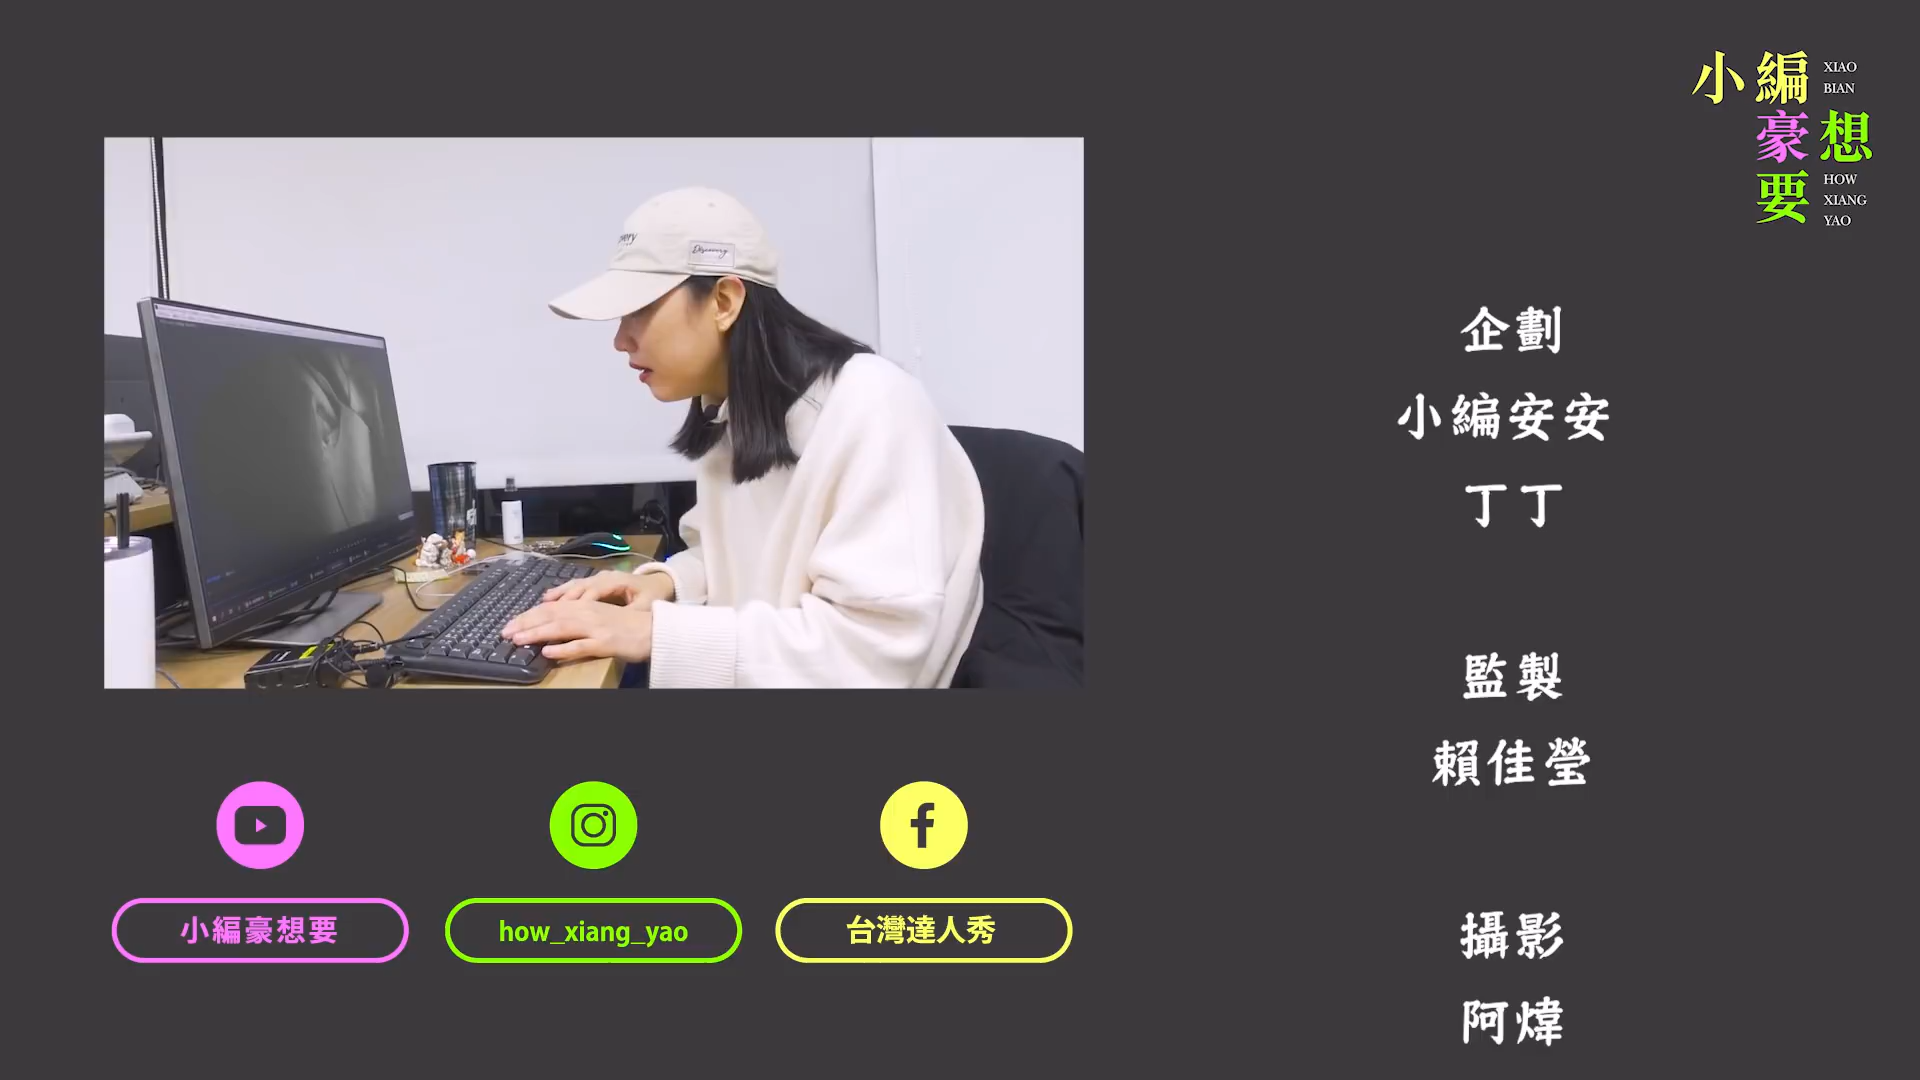 小編 XIAO
BIAN
豪想
要 HOW
XIANG
YAO
Discovery
企劃
小編安安
丁丁
監製
賴佳瑩
攝影
阿煒
小編豪想要
how_xiang_yao
台灣達人秀